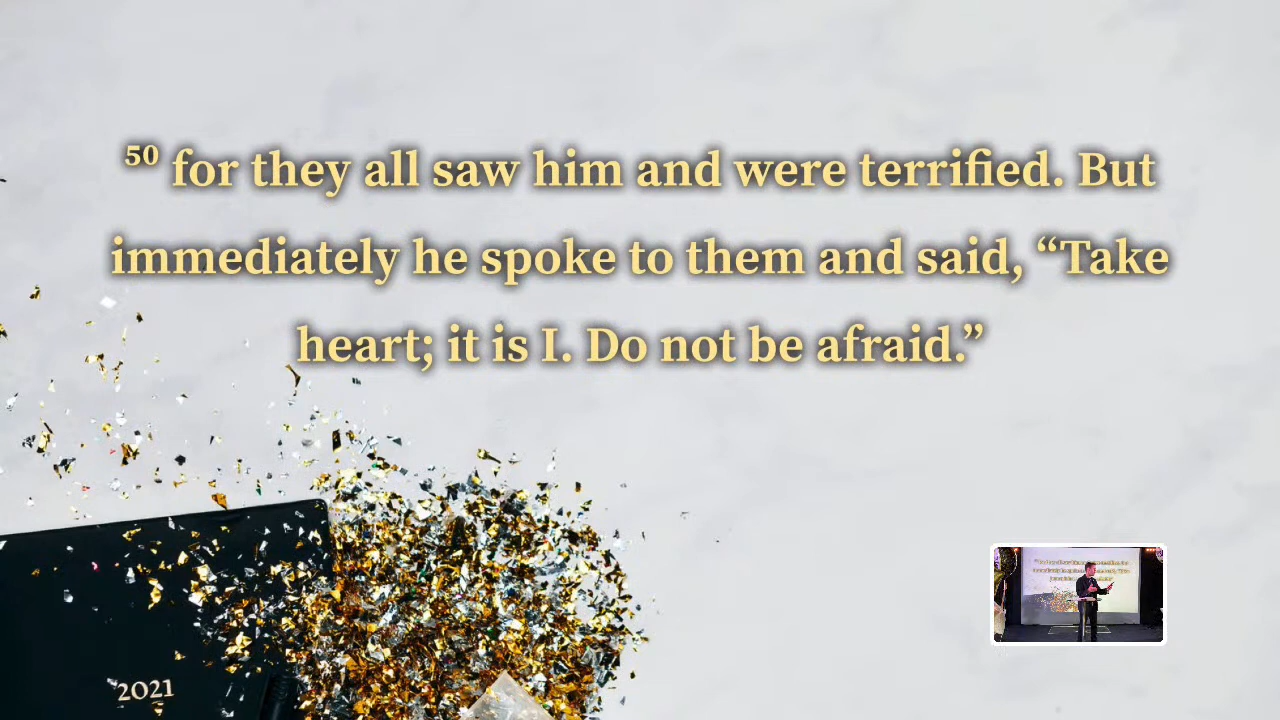 50 for they all saw him and were terrified. But
immediately he spoke to them and said, “Take
heart; it is I. Do not be afraid.”
2021